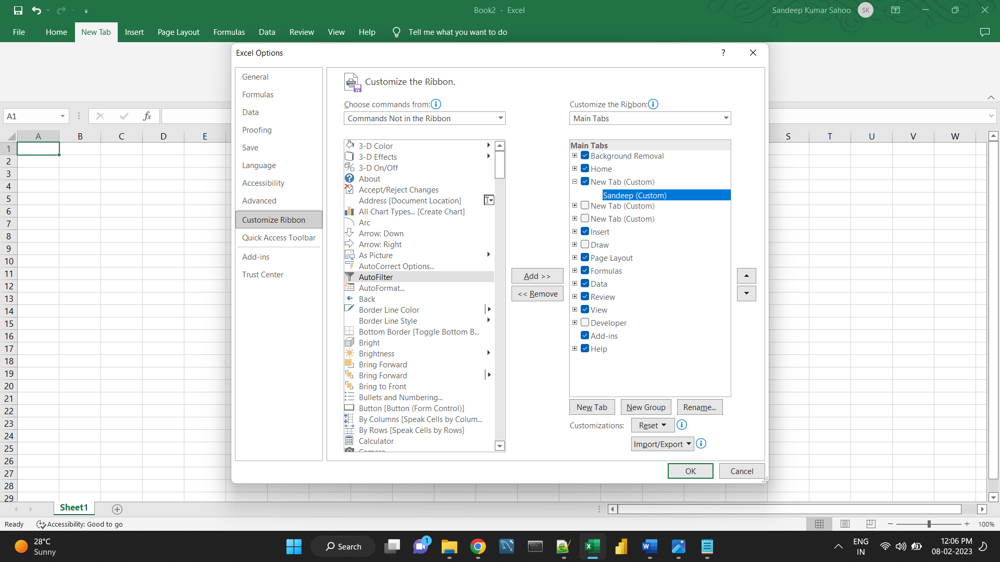 Book2 - Excel
Sandeep Kumar Sahoo
SK
File
Home
New Tab
Insert
Page Layout
Formulas
Data
Review
View
Help
Tell me what you want to do
Excel Options
?
General
Formulas
Data
Proofing
Save
Language
Accessibility
Advanced
Customize Ribbon
Quick Access Toolbar
Add-ins
Trust Center
Customize the Ribbon.
Choose commands from:
Commands Not in the Ribbon
3-D Color
3-D Effects
3-D On/Off
About
Accept/Reject Changes
Address [Document Location]
All Chart Types... [Create Chart]
Arc
Arrow: Down
Arrow: Right
As Picture
AutoCorrect Options...
AutoFilter
AutoFormat...
Back
Border Line Color
Border Line Style
Bottom Border [Toggle Bottom B...
Bright
Brightness
Bring Forward
Bring Forward
Bring to Front
Bullets and Numbering...
Button [Button (Form Control)]
By Columns [Speak Cells by Colum...
By Rows [Speak Cells by Rows]
Calculator
Add >>
<< Remove
Customize the Ribbon:
Main Tabs
Main Tabs
Background Removal
Home
New Tab (Custom)
Sandeep (Custom)
New Tab (Custom)
New Tab (Custom)
Insert
Draw
Page Layout
Formulas
Data
Review
View
Developer
Add-ins
Help
New Tab
New Group
Rename...
Customizations:
Reset
Import/Export
OK
Cancel
A1
fx
A B C D E S T U V W
1
2
3
4
5
6
7
8
9
10
11
12
13
14
15
16
17
18
19
20
21
22
23
24
25
26
27
28
29
Sheet1
Ready
Accessibility: Good to go
100%
28°C
Sunny
Search
1
ENG
IN
12:06 PM
08-02-2023